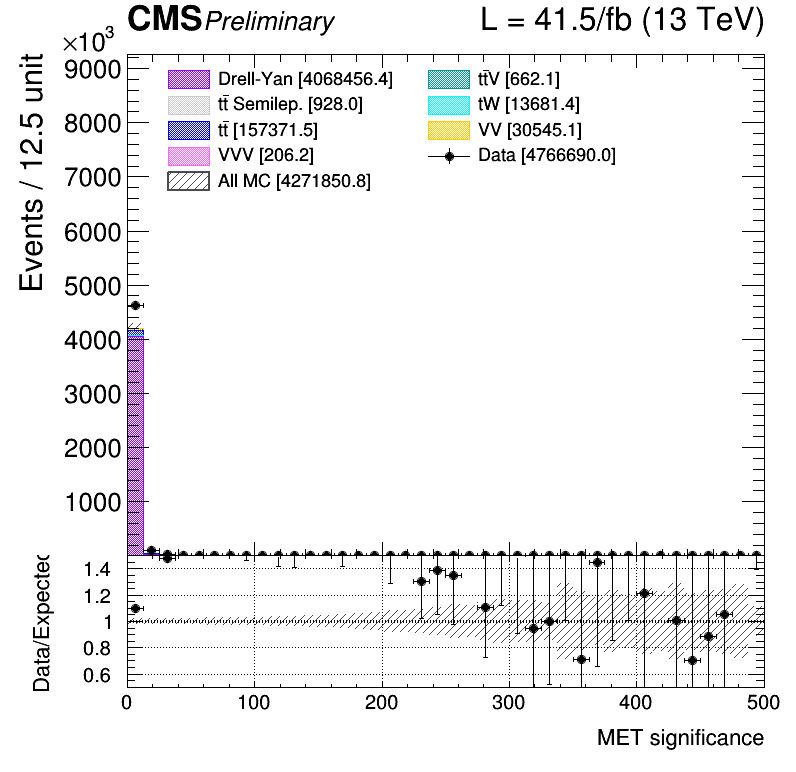 CMS Preliminary L = 41.5/fb (13 TeV)
×10³
Events / 12.5 unit
9000
8000
7000
6000
5000
4000
3000
2000
1000
Drell-Yan [4068456.4]
tt̄ Semilep. [928.0]
tt̄ [157371.5]
VVV [206.2]
All MC [4271850.8]
tt̄V [662.1]
tW [13681.4]
VV [30545.1]
Data [4766690.0]
Data/Expected
1.4
1.2
1
0.8
0.6
0 100 200 300 400 500
MET significance